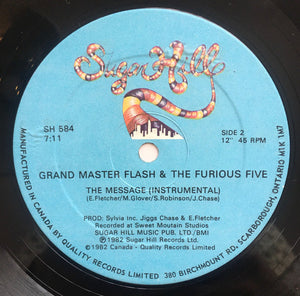 Sugar Hill
SH 584
7:11
SIDE 2
12" 45 RPM
GRAND MASTER FLASH & THE FURIOUS FIVE
THE MESSAGE (INSTRUMENTAL)
(E.Fletcher/M.Glover/S.Robinson/J.Chase)
PROD: Sylvia Inc. Jiggs Chase & E.Fletcher
Recorded at Sweet Moutain Studios
SUGAR HILL MUSIC PUB. LTD./BMI
℗1982 Sugar Hill Records Ltd.
©1982 Canada - Quality Records Limited
MANUFACTURED IN CANADA BY QUALITY RECORDS LIMITED 380 BIRCHMOUNT RD. SCARBOROUGH, ONTARIO M1K 1M7